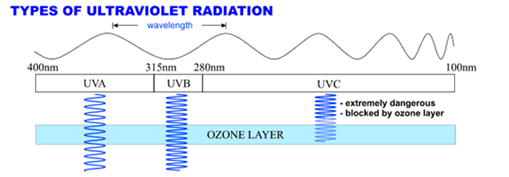 TYPES OF ULTRAVIOLET RADIATION
wavelength
400nm 315nm 280nm 100nm
UVA UVB UVC
- extremely dangerous
- blocked by ozone layer
OZONE LAYER